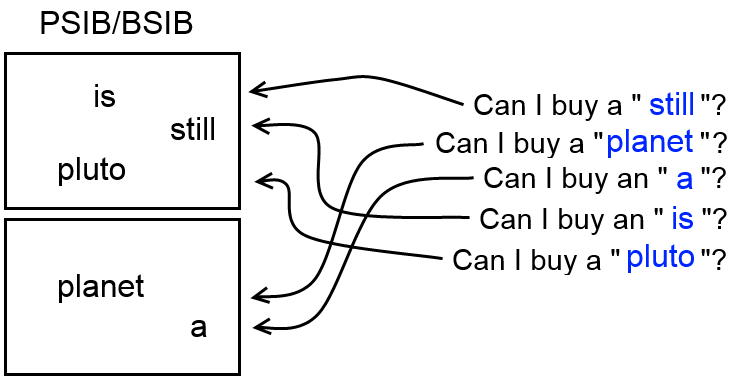 PSIB/BSIB
is
still
pluto
planet
a
Can I buy a " still "?
Can I buy a "planet "?
Can I buy an " a "?
Can I buy an " is "?
Can I buy a " pluto "?